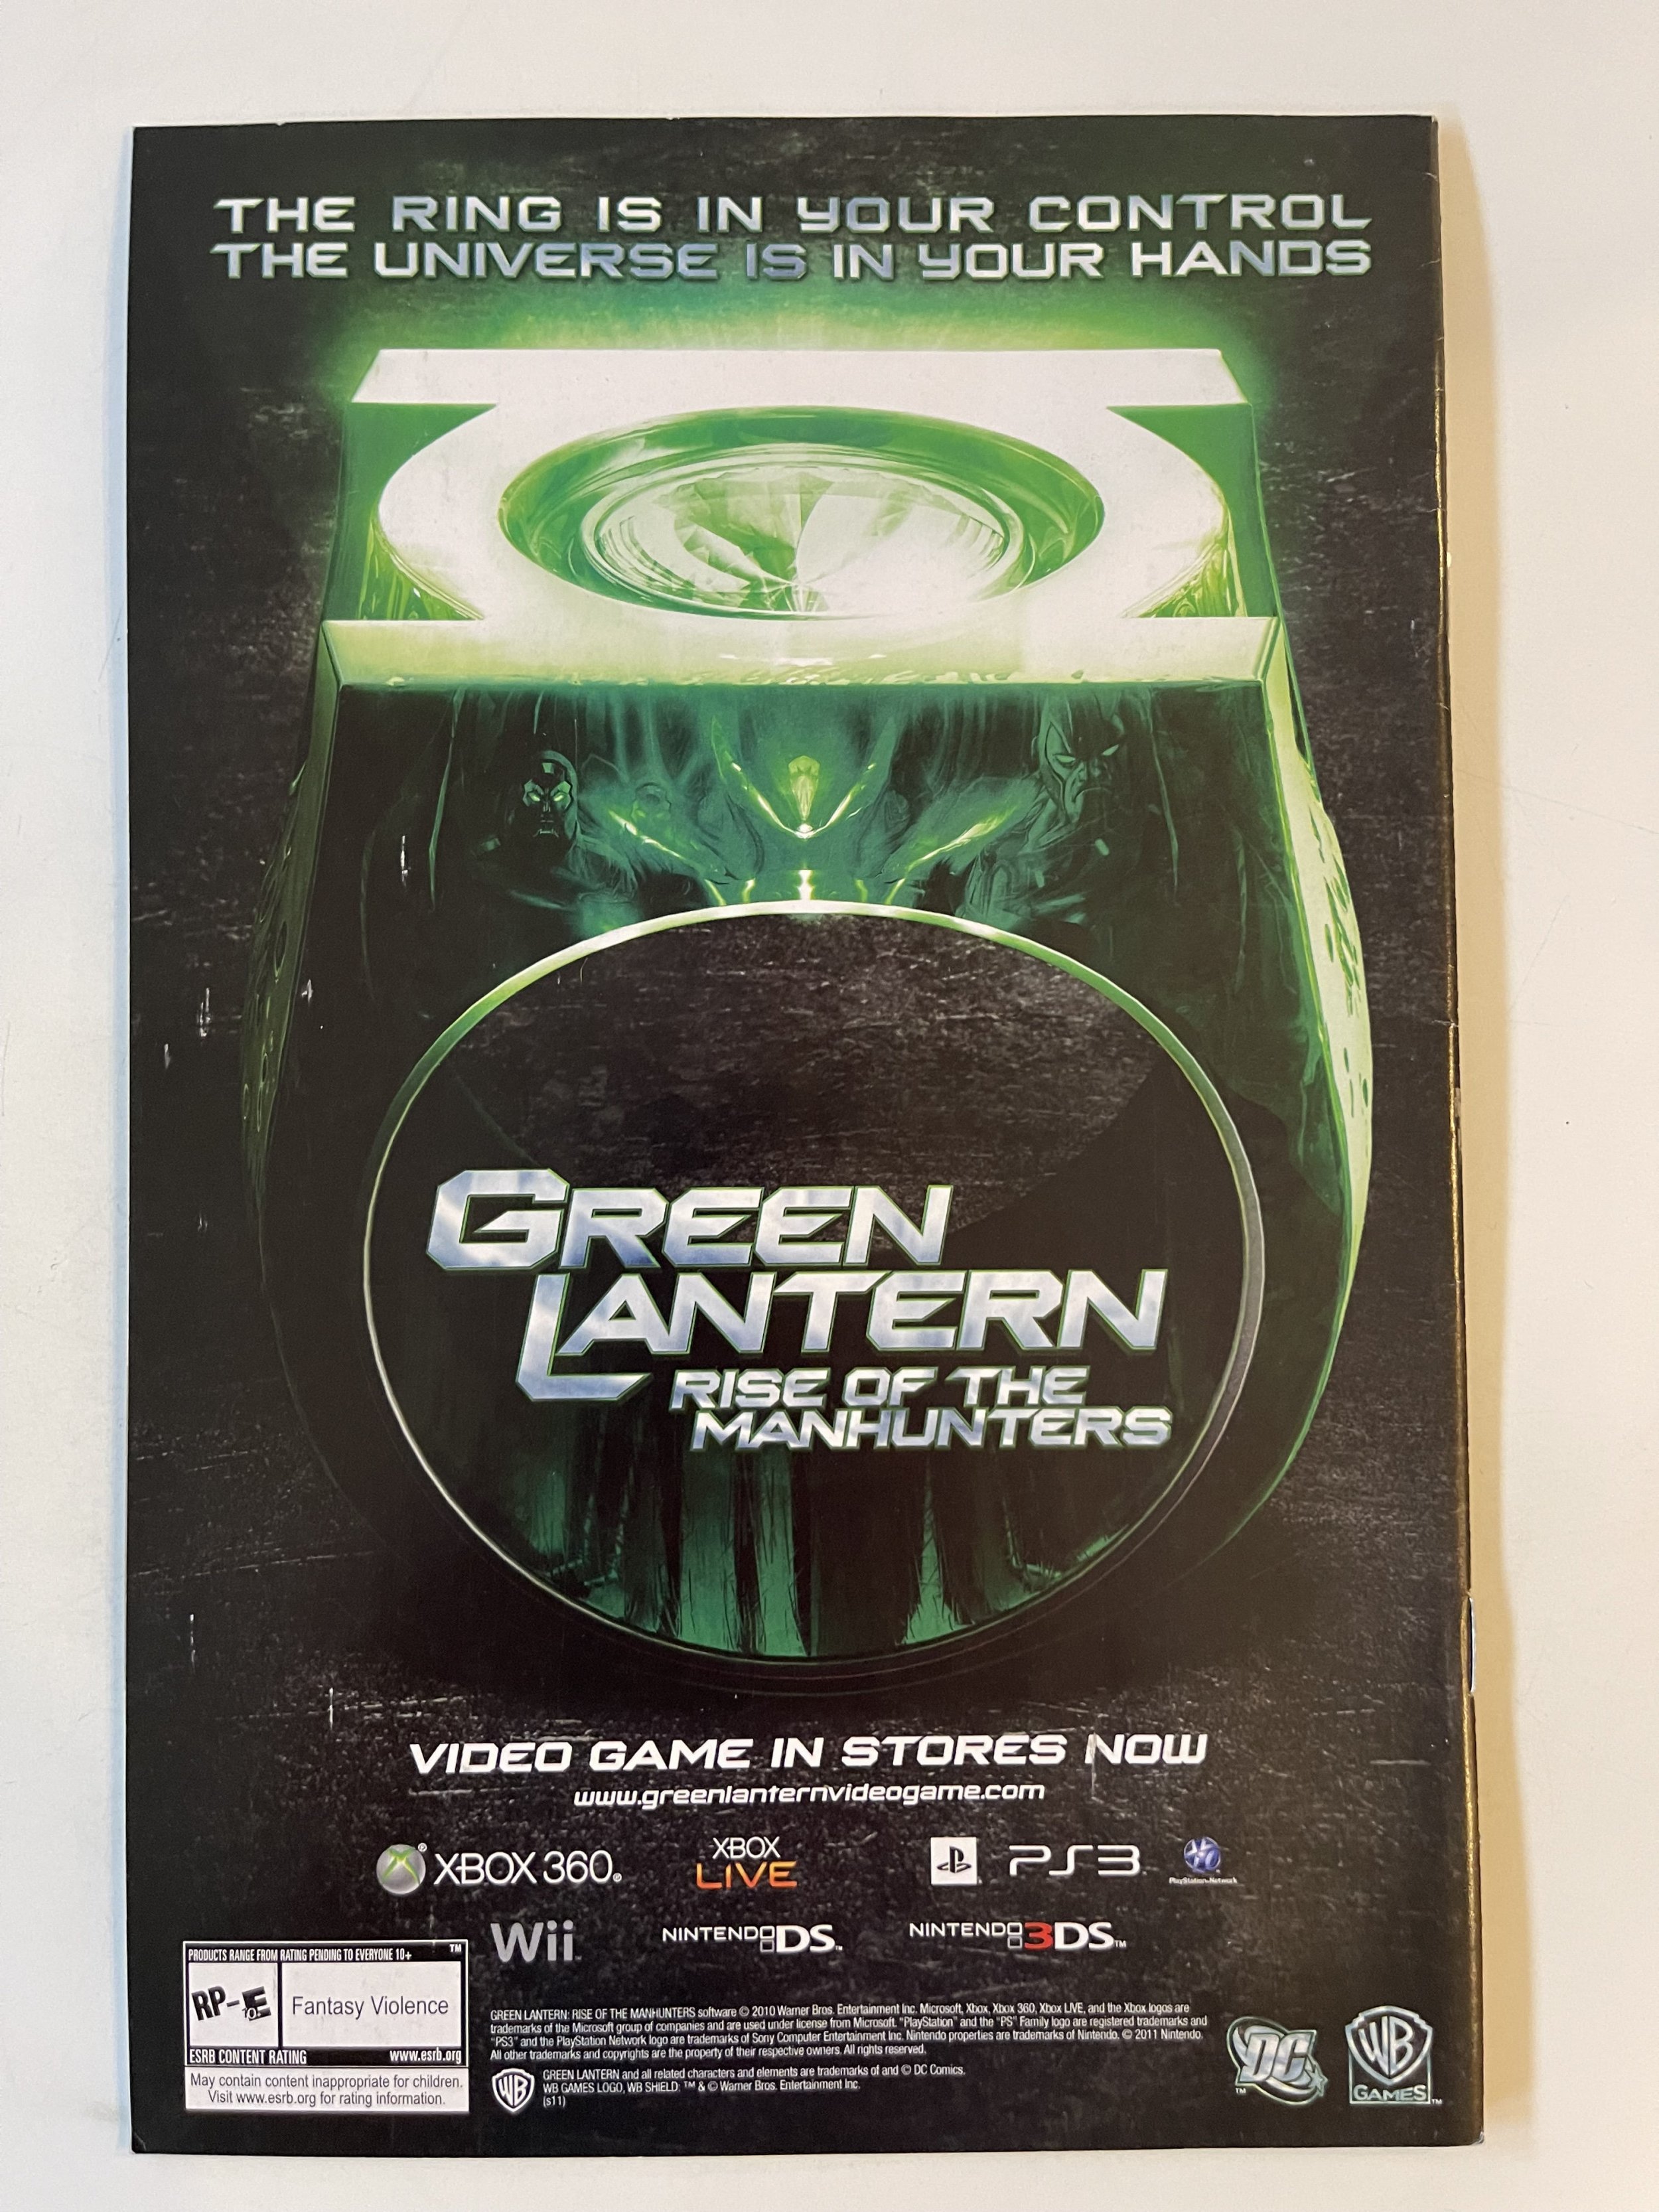 THE RING IS IN YOUR CONTROL
THE UNIVERSE IS IN YOUR HANDS
GREEN
LANTERN
RISE OF THE
MANHUNTERS
VIDEO GAME IN STORES NOW
www.greenlanternvideogame.com
XBOX 360®
XBOX
LIVE
PS3
PlayStation Network
Wii
NINTENDO DS™
NINTENDO 3DS™
PRODUCTS RANGE FROM RATING PENDING TO EVERYONE 10+ ™
RP-E 10+
Fantasy Violence
ESRB CONTENT RATING www.esrb.org
May contain content inappropriate for children.
Visit www.esrb.org for rating information.
GREEN LANTERN: RISE OF THE MANHUNTERS software © 2010 Warner Bros. Entertainment Inc. Microsoft, Xbox, Xbox 360, Xbox LIVE, and the Xbox logos are
trademarks of the Microsoft group of companies and are used under license from Microsoft. "PlayStation" and the "PS" Family logo are registered trademarks and
"PS3" and the PlayStation Network logo are trademarks of Sony Computer Entertainment Inc. Nintendo properties are trademarks of Nintendo. © 2011 Nintendo.
All other trademarks and copyrights are the property of their respective owners. All rights reserved.
WB
GREEN LANTERN and all related characters and elements are trademarks of and © DC Comics.
WB GAMES LOGO, WB SHIELD: ™ & © Warner Bros. Entertainment Inc.
(s11)
DC™
WB
GAMES™